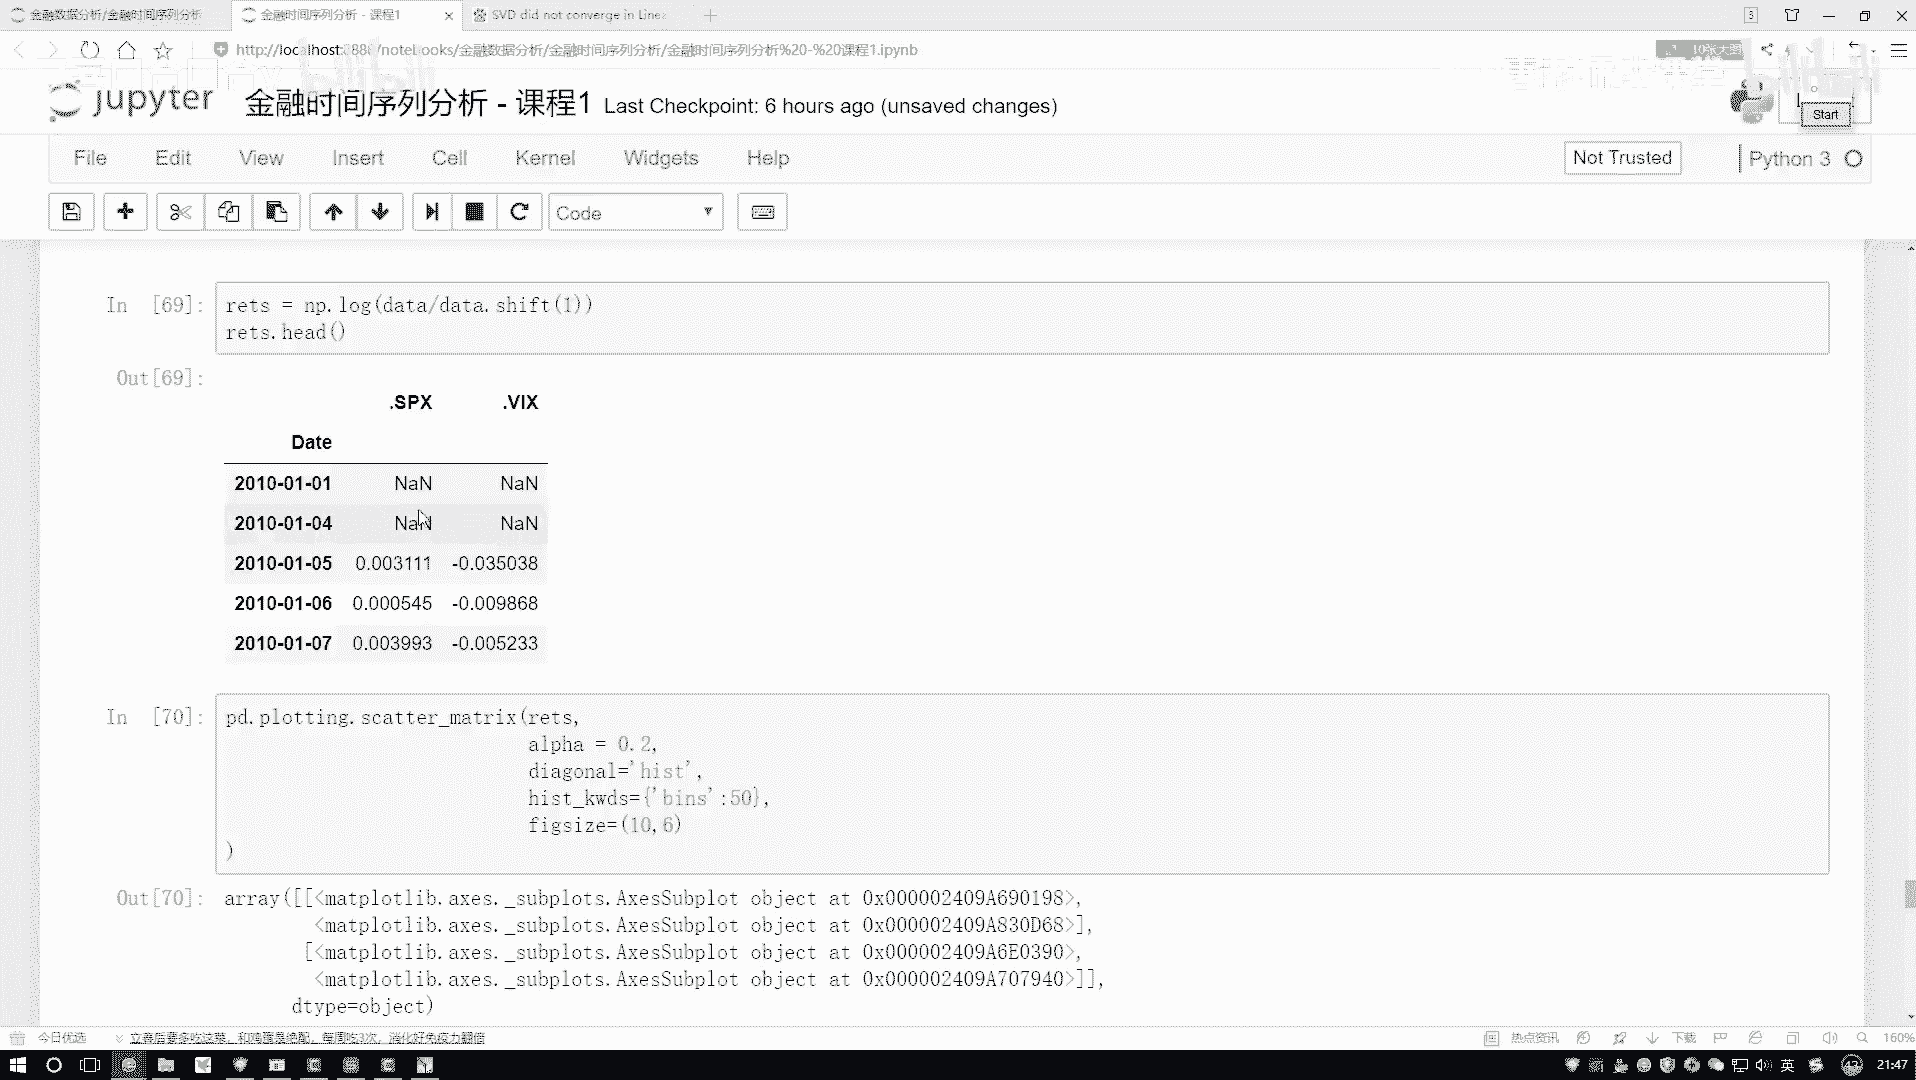 金融数据分析/金融时间序列分析
金融时间序列分析 - 课程1
SVD did not converge in Linea
3
http://localhost:888/notebooks/金融数据分析/金融时间序列分析/金融时间序列分析%20-%20课程1.ipynb
jupyter
金融时间序列分析 - 课程1
Last Checkpoint: 6 hours ago (unsaved changes)
Start
File Edit View Insert Cell Kernel Widgets Help
Not Trusted
Python 3
Code
In [69]:
rets = np.log(data/data.shift(1))
rets.head()
Out[69]:
.SPX .VIX
Date
2010-01-01 NaN NaN
2010-01-04 NaN NaN
2010-01-05 0.003111 -0.035038
2010-01-06 0.000545 -0.009868
2010-01-07 0.003993 -0.005233
In [70]:
pd.plotting.scatter_matrix(rets,
alpha = 0.2,
diagonal='hist',
hist_kwds={'bins':50},
figsize=(10,6)
)
Out[70]:
array([[<matplotlib.axes._subplots.AxesSubplot object at 0x000002409A690198>,
<matplotlib.axes._subplots.AxesSubplot object at 0x000002409A830D68>],
[<matplotlib.axes._subplots.AxesSubplot object at 0x000002409A6E0390>,
<matplotlib.axes._subplots.AxesSubplot object at 0x000002409A707940>]],
dtype=object)
今日优选
热点资讯
下载
160%
英
21:47